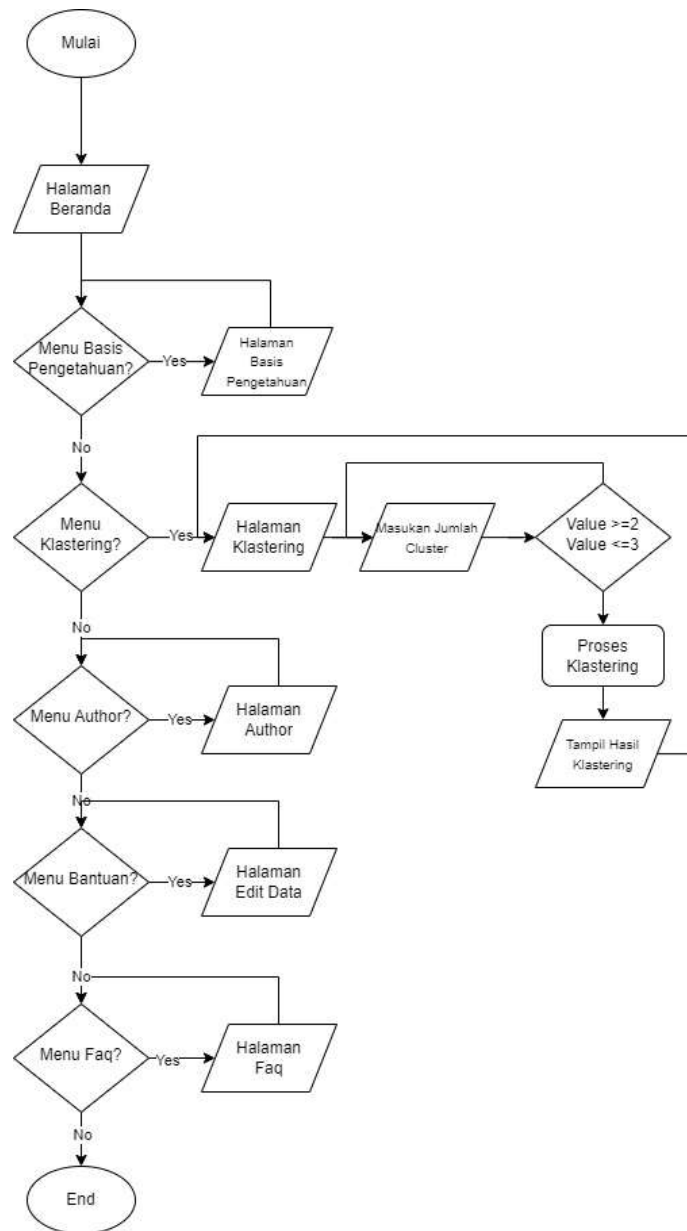 Mulai
Halaman
Beranda
Menu Basis
Pengetahuan?
Yes
Halaman
Basis
Pengetahuan
No
Menu
Klastering?
Yes
Halaman
Klastering
Masukan Jumlah
Cluster
Value >=2
Value <=3
Proses
Klastering
Tampil Hasil
Klastering
No
Menu Author?
Yes
Halaman
Author
No
Menu Bantuan?
Yes
Halaman
Edit Data
No
Menu Faq?
Yes
Halaman
Faq
No
End